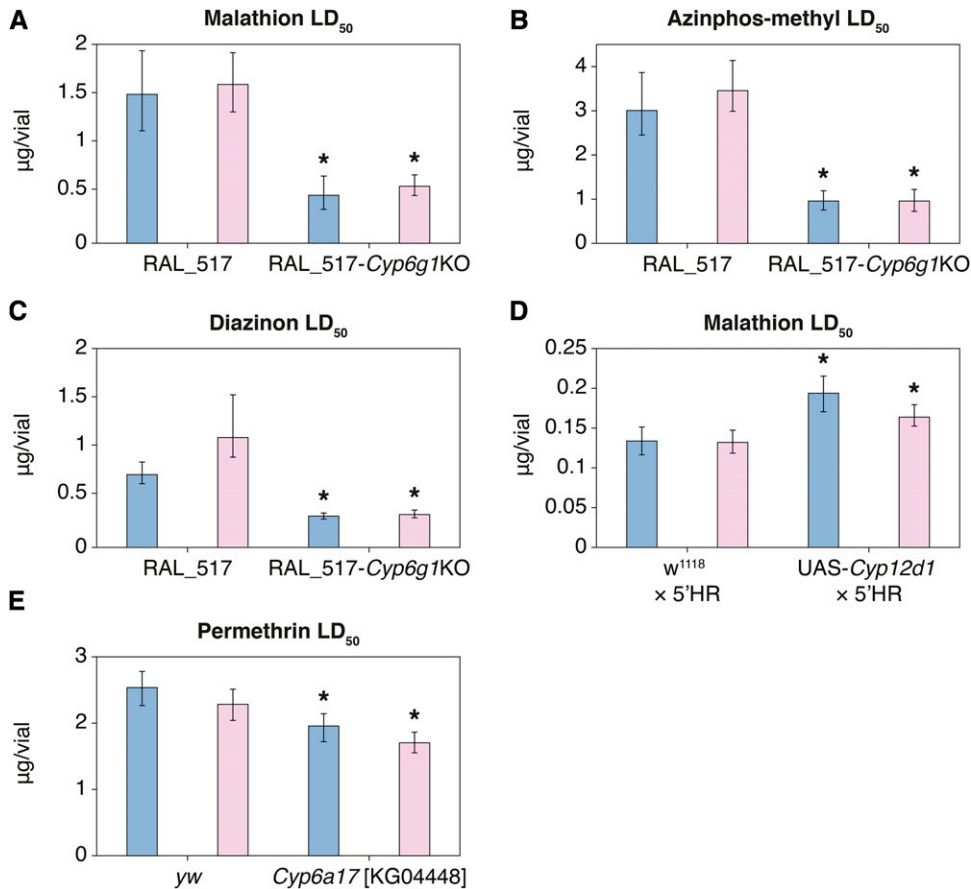 A
Malathion LD50
2
1.5
1
0.5
0
µg/vial
RAL_517
RAL_517-Cyp6g1KO
* *
B
Azinphos-methyl LD50
4
3
2
1
0
µg/vial
RAL_517
RAL_517-Cyp6g1KO
* *
C
Diazinon LD50
2
1.5
1
0.5
0
µg/vial
RAL_517
RAL_517-Cyp6g1KO
* *
D
Malathion LD50
0.25
0.2
0.15
0.1
0.05
0
µg/vial
w1118
× 5'HR
UAS-Cyp12d1
× 5'HR
* *
E
Permethrin LD50
3
2
1
0
µg/vial
yw
Cyp6a17 [KG04448]
* *